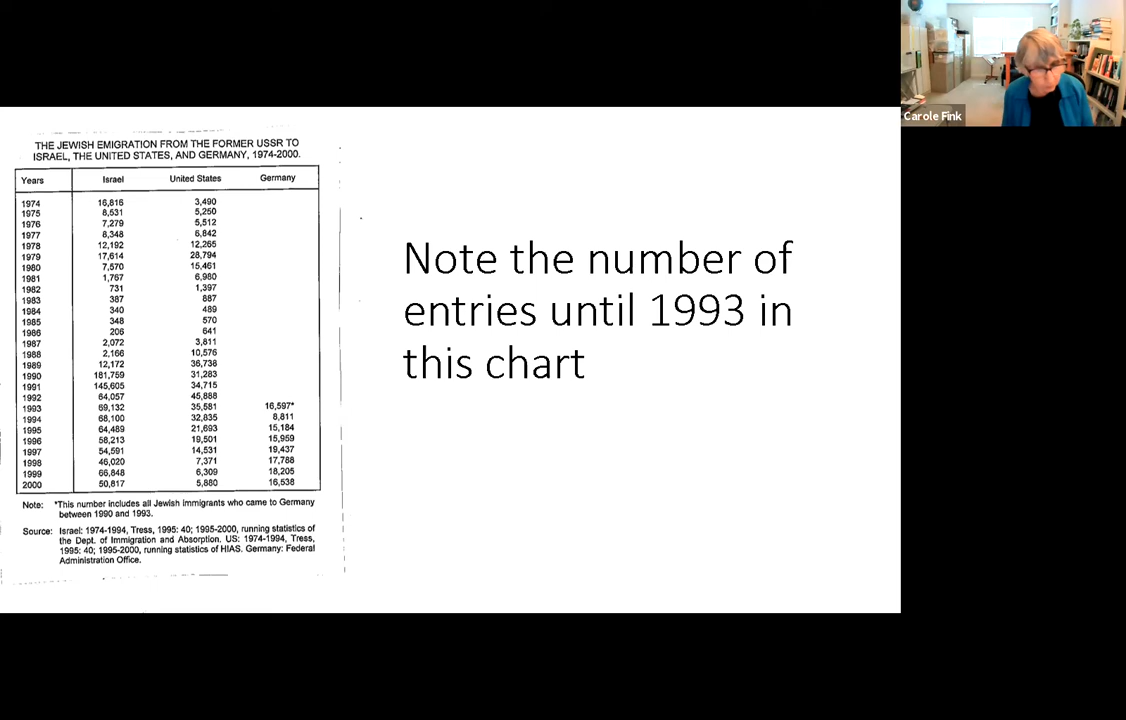 Carole Fink
THE JEWISH EMIGRATION FROM THE FORMER USSR TO
ISRAEL, THE UNITED STATES, AND GERMANY, 1974-2000.
Years Israel United States Germany
1974 16,816 3,490
1975 8,531 5,250
1976 7,279 5,512
1977 8,348 6,842
1978 12,192 12,265
1979 17,614 28,794
1980 7,570 15,461
1981 1,767 6,980
1982 731 1,397
1983 387 887
1984 340 489
1985 348 570
1986 206 641
1987 2,072 3,811
1988 2,166 10,576
1989 12,172 36,738
1990 181,759 31,283
1991 145,605 34,715
1992 64,057 45,888
1993 69,132 35,581 16,597*
1994 68,100 32,835 8,811
1995 64,489 21,693 15,184
1996 58,213 19,501 15,959
1997 54,591 14,531 19,437
1998 46,020 7,371 17,788
1999 66,848 6,309 18,205
2000 50,817 5,880 16,538
Note: *This number includes all Jewish immigrants who came to Germany
between 1990 and 1993.
Source: Israel: 1974-1994, Tress, 1995: 40; 1995-2000, running statistics of
the Dept. of Immigration and Absorption. US: 1974-1994, Tress,
1995: 40; 1995-2000, running statistics of HIAS. Germany: Federal
Administration Office.
Note the number of
entries until 1993 in
this chart